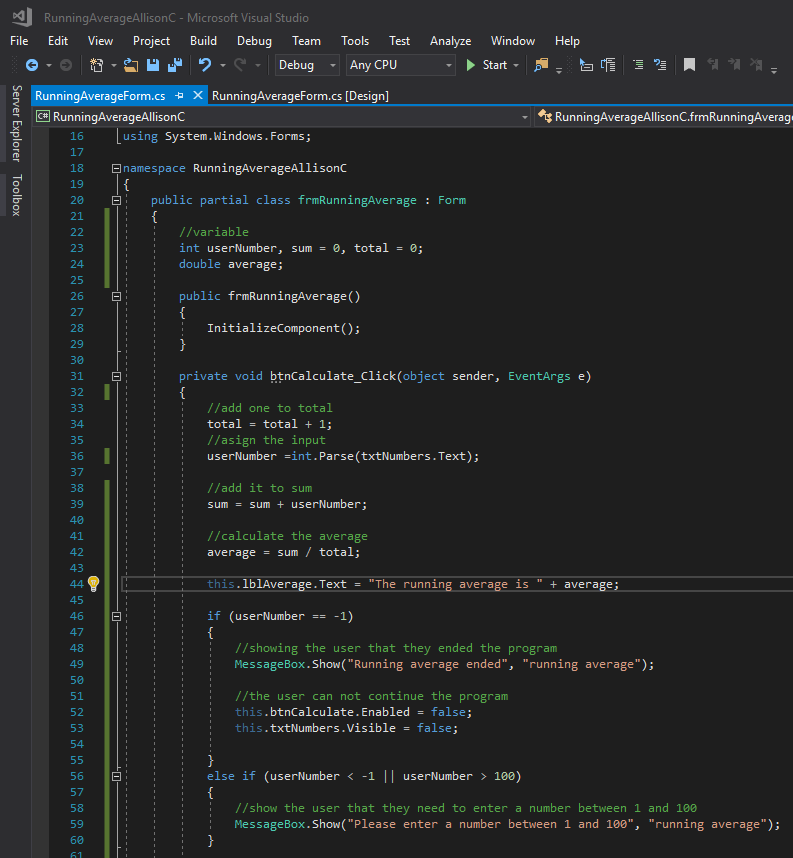 RunningAverageAllisonC - Microsoft Visual Studio
File Edit View Project Build Debug Team Tools Test Analyze Window Help
Debug Any CPU Start
Server Explorer
Toolbox
RunningAverageForm.cs RunningAverageForm.cs [Design]
C# RunningAverageAllisonC RunningAverageAllisonC.frmRunningAverage
16 using System.Windows.Forms;
17
18 namespace RunningAverageAllisonC
19 {
20 public partial class frmRunningAverage : Form
21 {
22 //variable
23 int userNumber, sum = 0, total = 0;
24 double average;
25
26 public frmRunningAverage()
27 {
28 InitializeComponent();
29 }
30
31 private void btnCalculate_Click(object sender, EventArgs e)
32 {
33 //add one to total
34 total = total + 1;
35 //asign the input
36 userNumber =int.Parse(txtNumbers.Text);
37
38 //add it to sum
39 sum = sum + userNumber;
40
41 //calculate the average
42 average = sum / total;
43
44 this.lblAverage.Text = "The running average is " + average;
45
46 if (userNumber == -1)
47 {
48 //showing the user that they ended the program
49 MessageBox.Show("Running average ended", "running average");
50
51 //the user can not continue the program
52 this.btnCalculate.Enabled = false;
53 this.txtNumbers.Visible = false;
54
55 }
56 else if (userNumber < -1 || userNumber > 100)
57 {
58 //show the user that they need to enter a number between 1 and 100
59 MessageBox.Show("Please enter a number between 1 and 100", "running average");
60 }
61